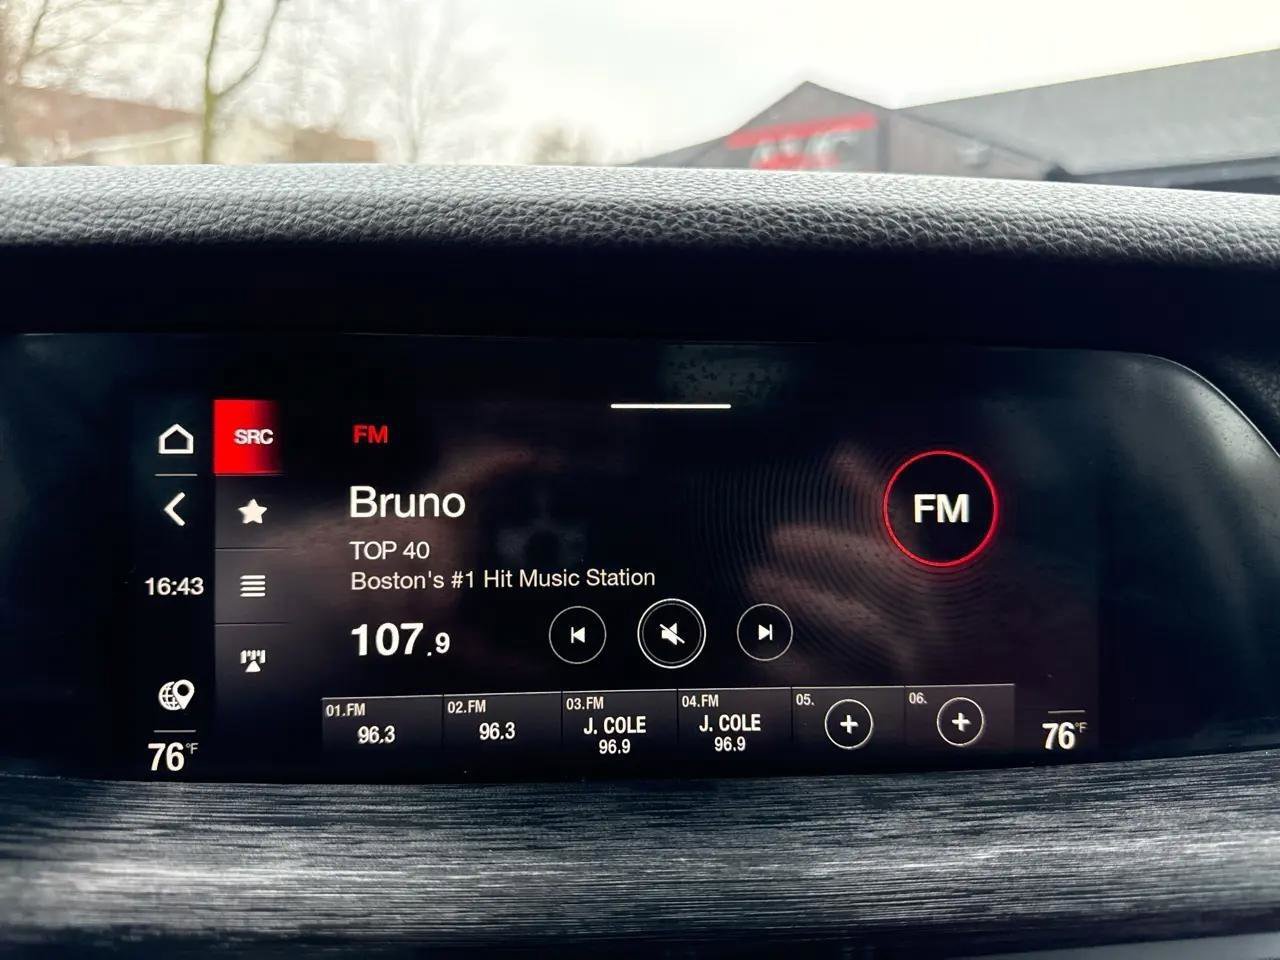 SRC
FM
Bruno
TOP 40
Boston's #1 Hit Music Station
107.9
FM
16:43
76°F
01.FM
96.3
02.FM
96.3
03.FM
J. COLE
96.9
04.FM
J. COLE
96.9
05.
06.
76°F